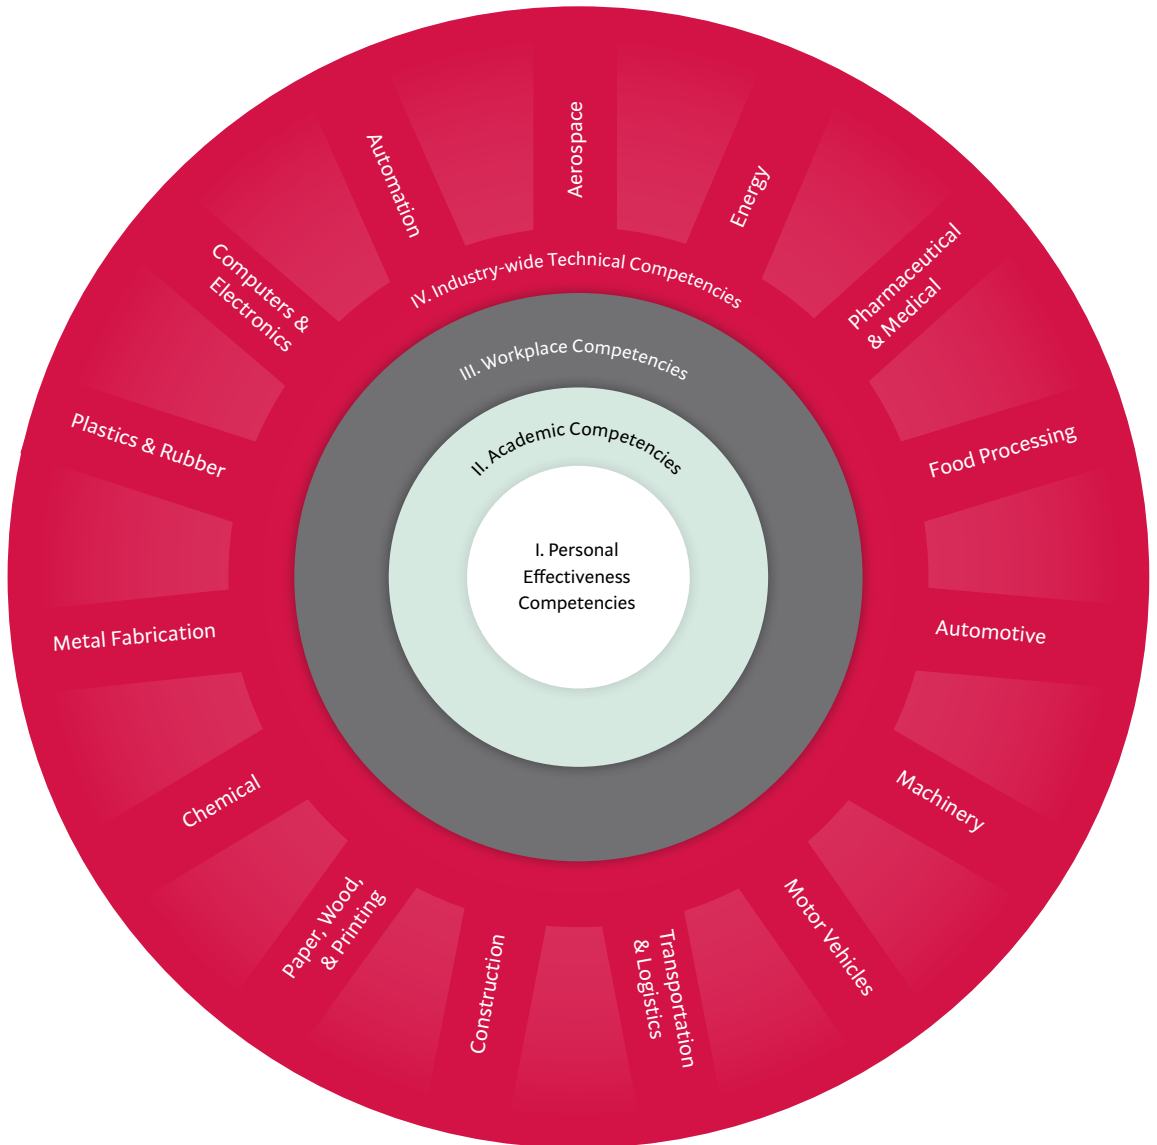 Aerospace
Energy
Pharmaceutical
& Medical
Food Processing
Automotive
Machinery
Motor Vehicles
Transportation
& Logistics
Construction
Paper, Wood,
& Printing
Chemical
Metal Fabrication
Plastics & Rubber
Computers &
Electronics
Automation
IV. Industry-wide Technical Competencies
III. Workplace Competencies
II. Academic Competencies
I. Personal
Effectiveness
Competencies